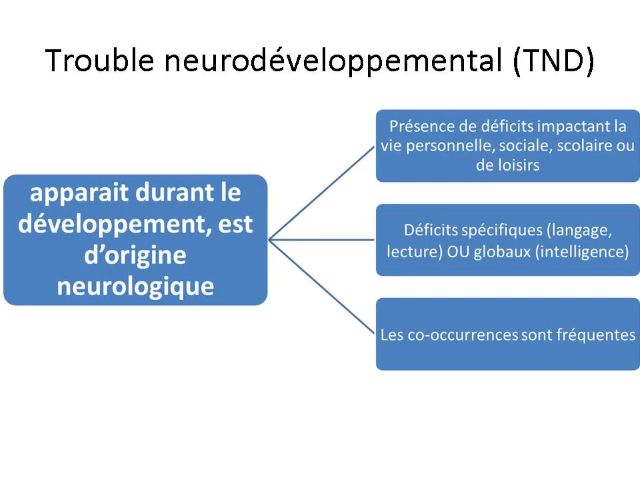 Trouble neurodéveloppemental (TND)
Présence de déficits impactant la
vie personnelle, sociale, scolaire ou
de loisirs
apparait durant le
développement, est
d’origine
neurologique
Déficits spécifiques (langage,
lecture) OU globaux (intelligence)
Les co-occurrences sont fréquentes